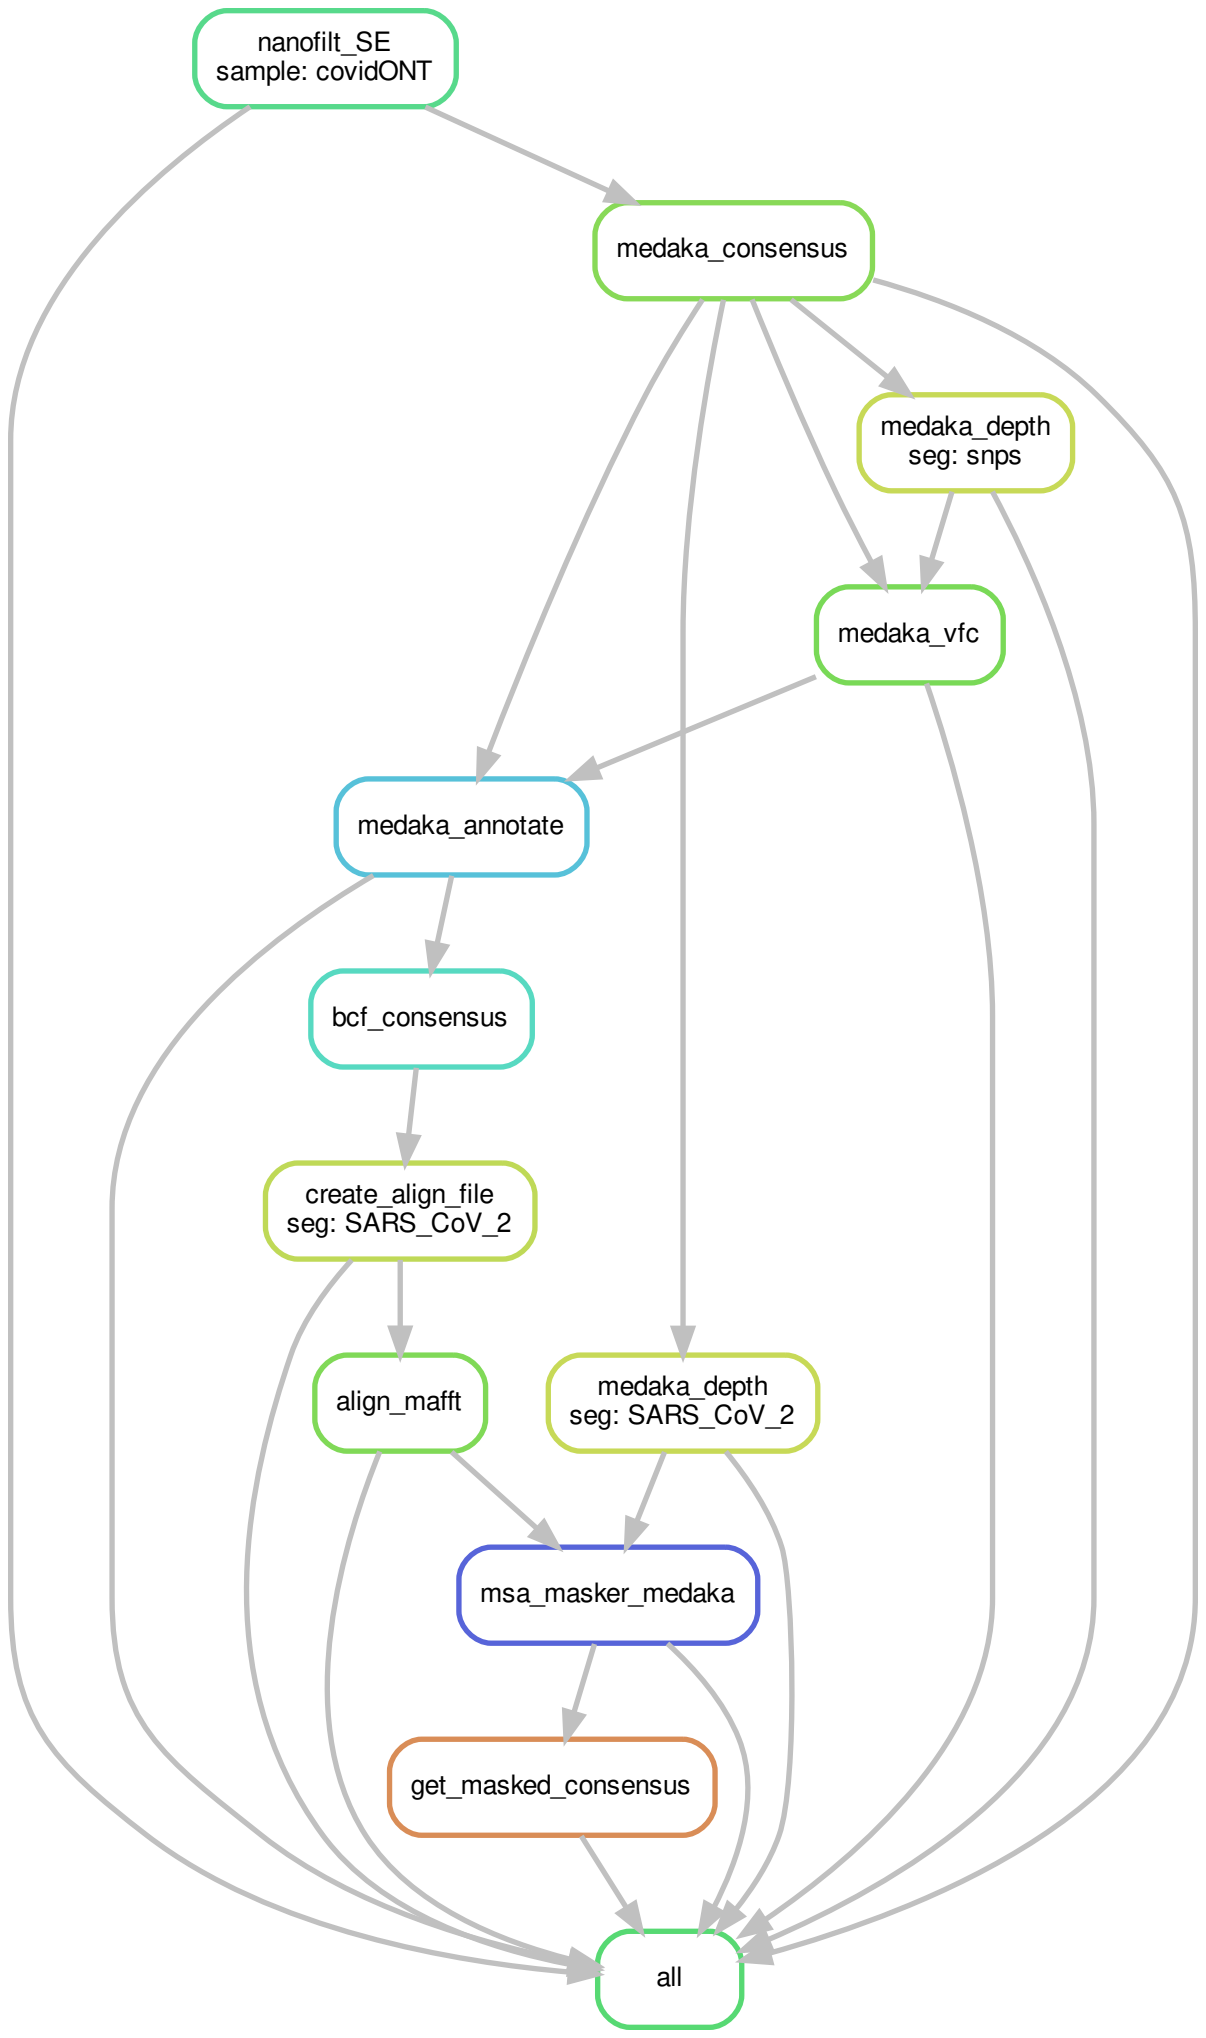 nanofilt_SE
sample: covidONT
medaka_consensus
medaka_depth
seg: snps
medaka_vfc
medaka_annotate
bcf_consensus
create_align_file
seg: SARS_CoV_2
align_mafft
medaka_depth
seg: SARS_CoV_2
msa_masker_medaka
get_masked_consensus
all